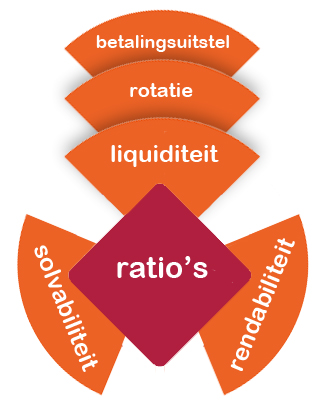 betalingsuitstel
rotatie
liquiditeit
ratio's
solvabiliteit
rendabiliteit